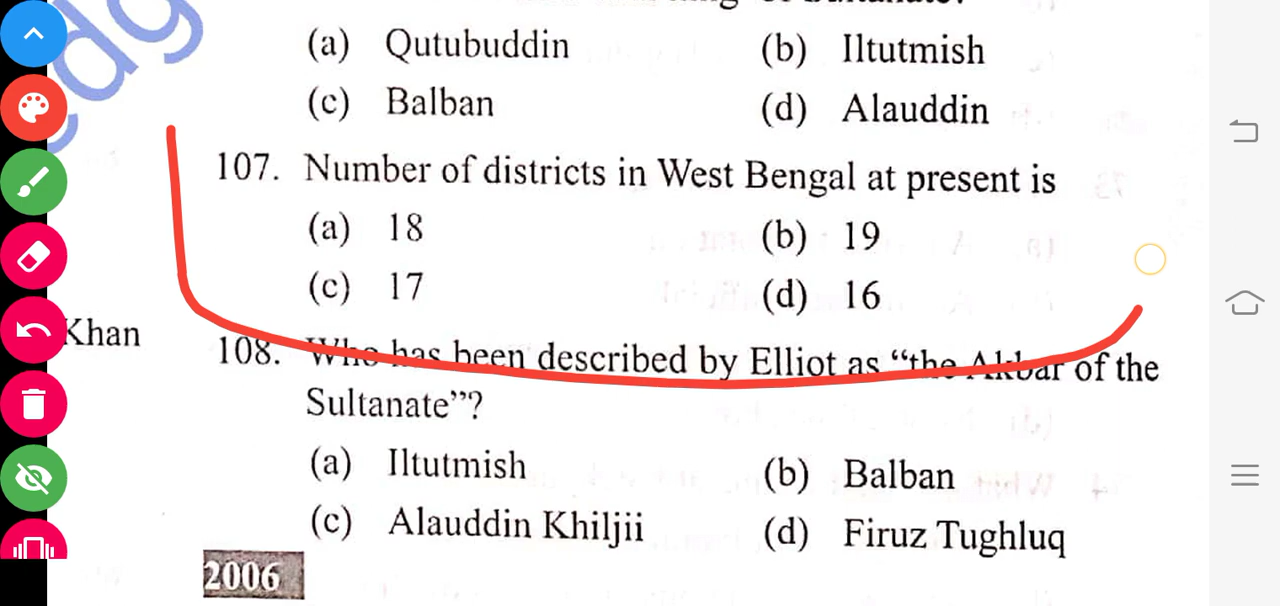 (a) Qutubuddin (b) Iltutmish
(c) Balban (d) Alauddin
107. Number of districts in West Bengal at present is
(a) 18 (b) 19
(c) 17 (d) 16
Khan
108. Who has been described by Elliot as “the Akbar of the
Sultanate”?
(a) Iltutmish (b) Balban
(c) Alauddin Khiljii (d) Firuz Tughluq
2006